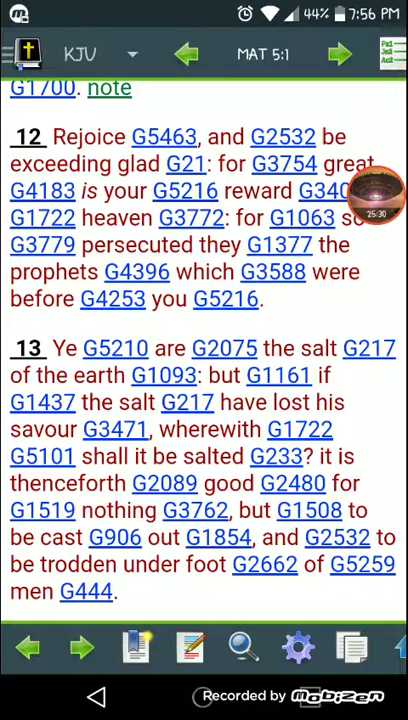 44% 7:56 PM
KJV MAT 5:1
G1700. note
12 Rejoice G5463, and G2532 be
exceeding glad G21: for G3754 great
G4183 is your G5216 reward G340
G1722 heaven G3772: for G1063 so
G3779 persecuted they G1377 the
prophets G4396 which G3588 were
before G4253 you G5216.
25:30
13 Ye G5210 are G2075 the salt G217
of the earth G1093: but G1161 if
G1437 the salt G217 have lost his
savour G3471, wherewith G1722
G5101 shall it be salted G233? it is
thenceforth G2089 good G2480 for
G1519 nothing G3762, but G1508 to
be cast G906 out G1854, and G2532 to
be trodden under foot G2662 of G5259
men G444.
Recorded by Mobizen